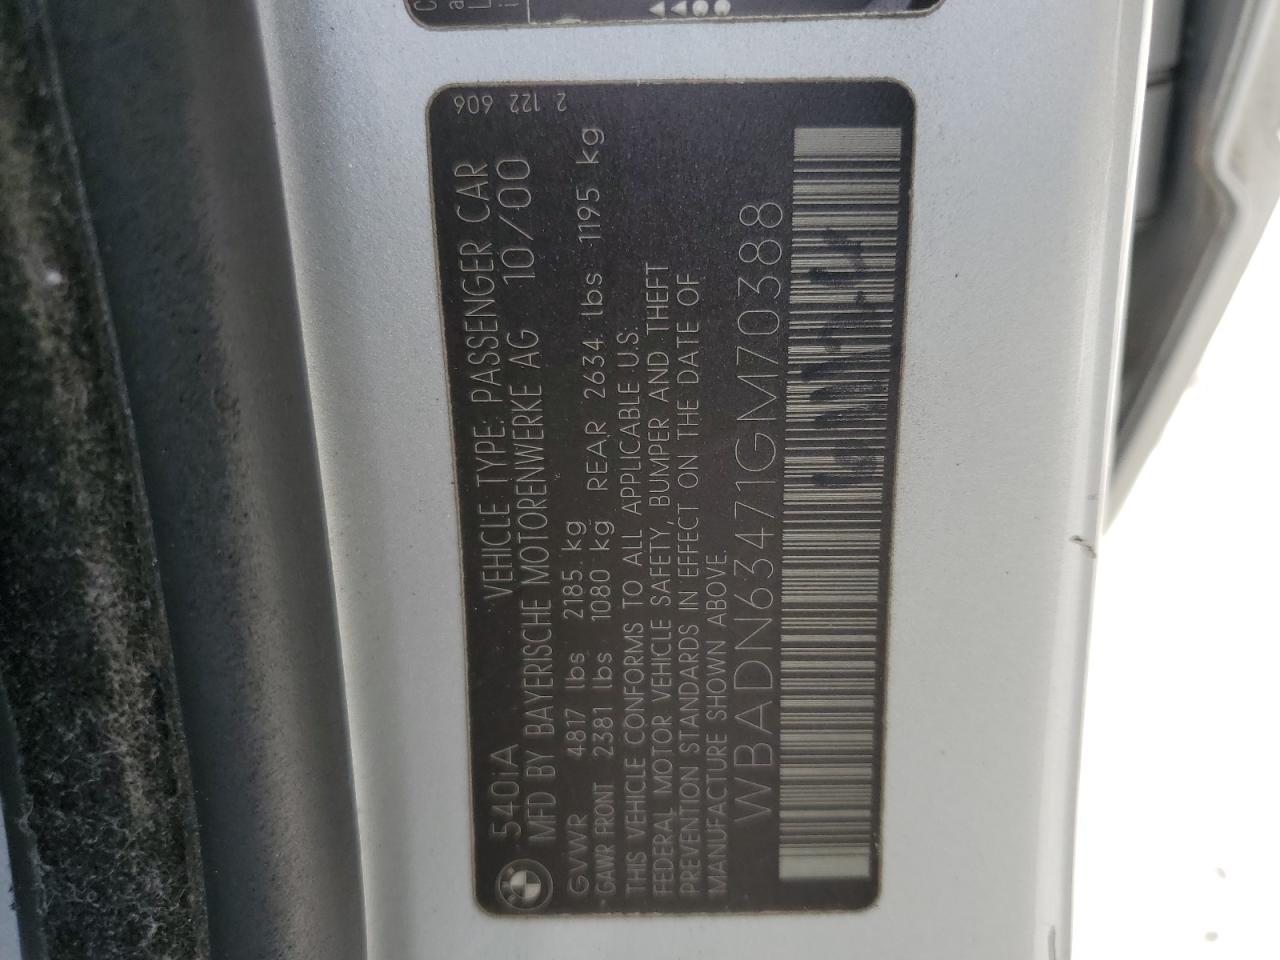 540iA VEHICLE TYPE: PASSENGER CAR
MFD BY BAYERISCHE MOTORENWERKE AG 10/00
GVWR 4817 lbs 2185 kg
GAWR FRONT 2381 lbs 1080 kg REAR 2634 lbs 1195 kg
THIS VEHICLE CONFORMS TO ALL APPLICABLE U.S.
FEDERAL MOTOR VEHICLE SAFETY, BUMPER AND THEFT
PREVENTION STANDARDS IN EFFECT ON THE DATE OF
MANUFACTURE SHOWN ABOVE.
WBADN63471GM70388
2 122 606